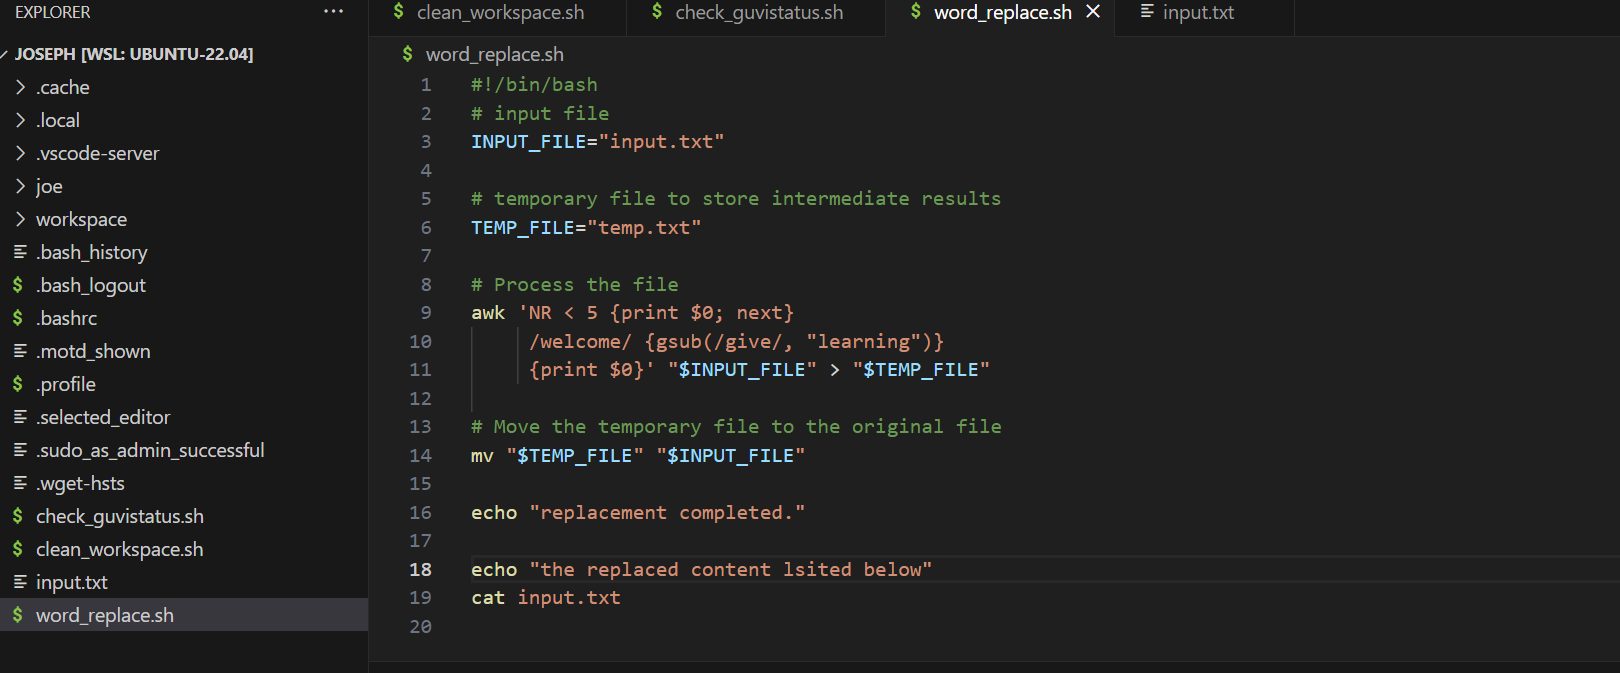 EXPLORER ...
JOSEPH [WSL: UBUNTU-22.04]
.cache
.local
.vscode-server
joe
workspace
.bash_history
$ .bash_logout
$ .bashrc
.motd_shown
$ .profile
.selected_editor
.sudo_as_admin_successful
.wget-hsts
$ check_guvistatus.sh
$ clean_workspace.sh
input.txt
$ word_replace.sh
$ clean_workspace.sh $ check_guvistatus.sh $ word_replace.sh × input.txt
$ word_replace.sh
1 #!/bin/bash
2 # input file
3 INPUT_FILE="input.txt"
4
5 # temporary file to store intermediate results
6 TEMP_FILE="temp.txt"
7
8 # Process the file
9 awk 'NR < 5 {print $0; next}
10 /welcome/ {gsub(/give/, "learning")}
11 {print $0}' "$INPUT_FILE" > "$TEMP_FILE"
12
13 # Move the temporary file to the original file
14 mv "$TEMP_FILE" "$INPUT_FILE"
15
16 echo "replacement completed."
17
18 echo "the replaced content lsited below"
19 cat input.txt
20